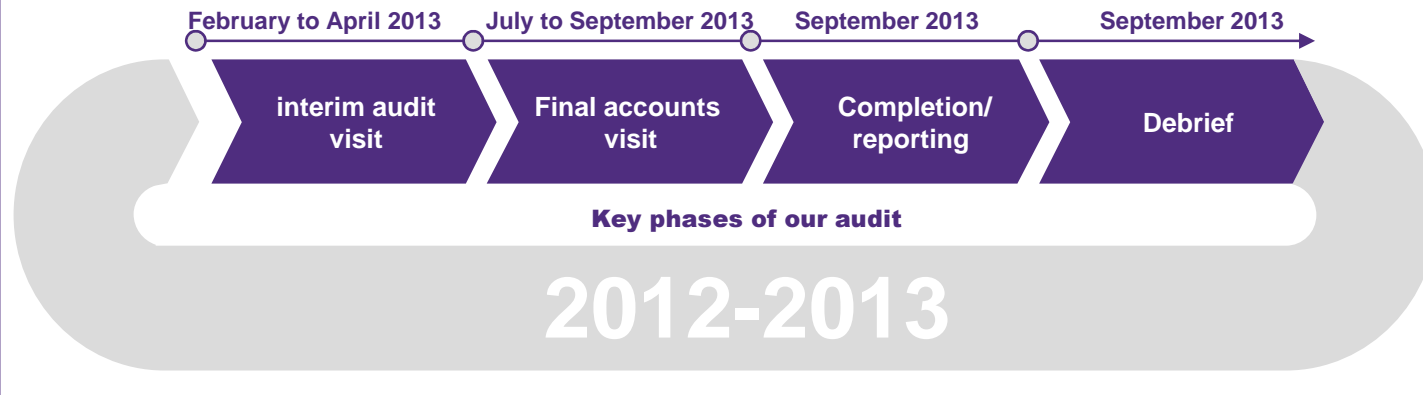 February to April 2013
July to September 2013
September 2013
September 2013
interim audit
visit
Final accounts
visit
Completion/
reporting
Debrief
Key phases of our audit
2012-2013